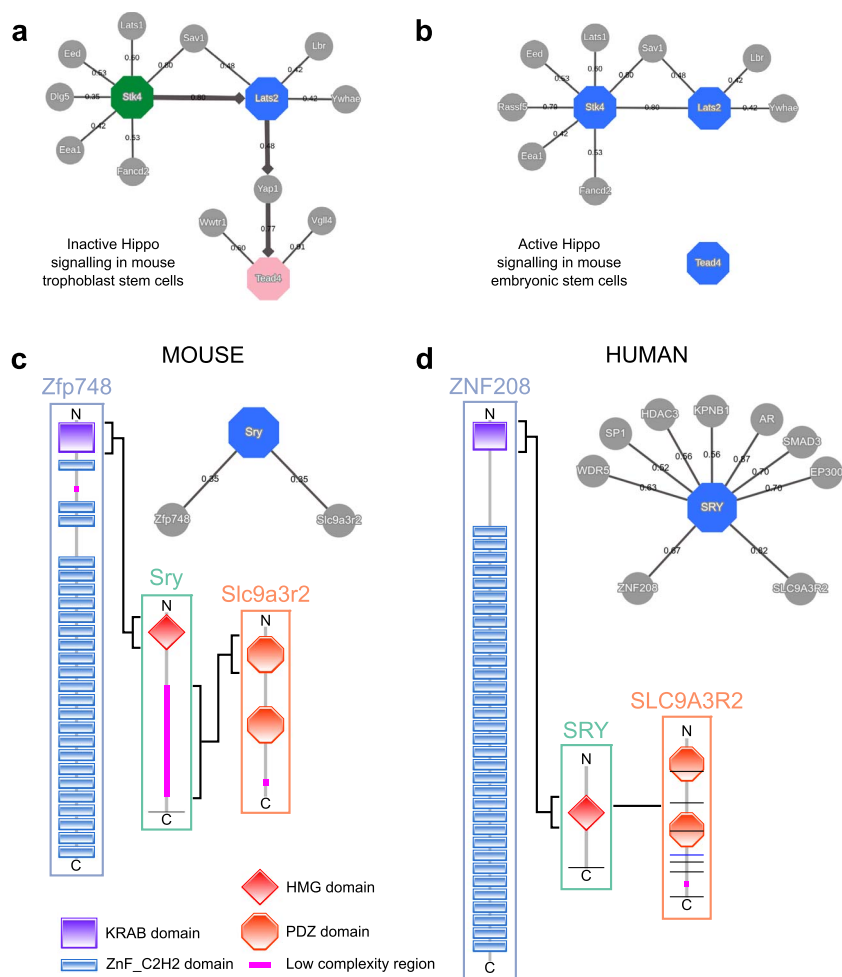 a
Lats1
Eed
Sav1
Lbr
0.60
0.53
0.60
0.48
0.42
Dlg5
0.35
Stk4
0.80
Lats2
0.42
Ywhae
0.42
0.53
0.48
Eea1
Fancd2
Yap1
Wwtr1
Vgll4
0.77
0.60
0.91
Tead4
Inactive Hippo
signalling in mouse
trophoblast stem cells
b
Lats1
Eed
Sav1
Lbr
0.60
0.53
0.60
0.48
0.42
Rassf5
0.70
Stk4
0.80
Lats2
0.42
Ywhae
0.42
0.53
Eea1
Fancd2
Active Hippo
signalling in mouse
embryonic stem cells
Tead4
c
MOUSE
Zfp748
N
C
Sry
0.35
0.35
Zfp748
Slc9a3r2
Sry
N
C
Slc9a3r2
N
C
HMG domain
KRAB domain
PDZ domain
ZnF_C2H2 domain
Low complexity region
d
HUMAN
ZNF208
N
C
HDAC3
KPNB1
AR
SP1
SMAD3
WDR5
EP300
0.56
0.56
0.67
0.52
0.70
0.63
0.70
SRY
0.67
0.82
ZNF208
SLC9A3R2
SRY
N
C
SLC9A3R2
N
C